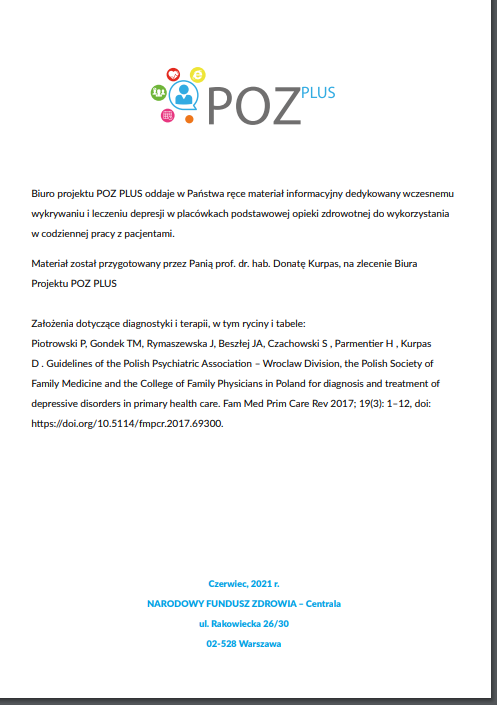 POZ PLUS
Biuro projektu POZ PLUS oddaje w Państwa ręce materiał informacyjny dedykowany wczesnemu
wykrywaniu i leczeniu depresji w placówkach podstawowej opieki zdrowotnej do wykorzystania
w codziennej pracy z pacjentami.
Materiał został przygotowany przez Panią prof. dr. hab. Donatę Kurpas, na zlecenie Biura
Projektu POZ PLUS
Założenia dotyczące diagnostyki i terapii, w tym ryciny i tabele:
Piotrowski P, Gondek TM, Rymaszewska J, Beszłej JA, Czachowski S , Parmentier H , Kurpas
D . Guidelines of the Polish Psychiatric Association – Wroclaw Division, the Polish Society of
Family Medicine and the College of Family Physicians in Poland for diagnosis and treatment of
depressive disorders in primary health care. Fam Med Prim Care Rev 2017; 19(3): 1–12, doi:
https://doi.org/10.5114/fmpcr.2017.69300.
Czerwiec, 2021 r.
NARODOWY FUNDUSZ ZDROWIA – Centrala
ul. Rakowiecka 26/30
02-528 Warszawa